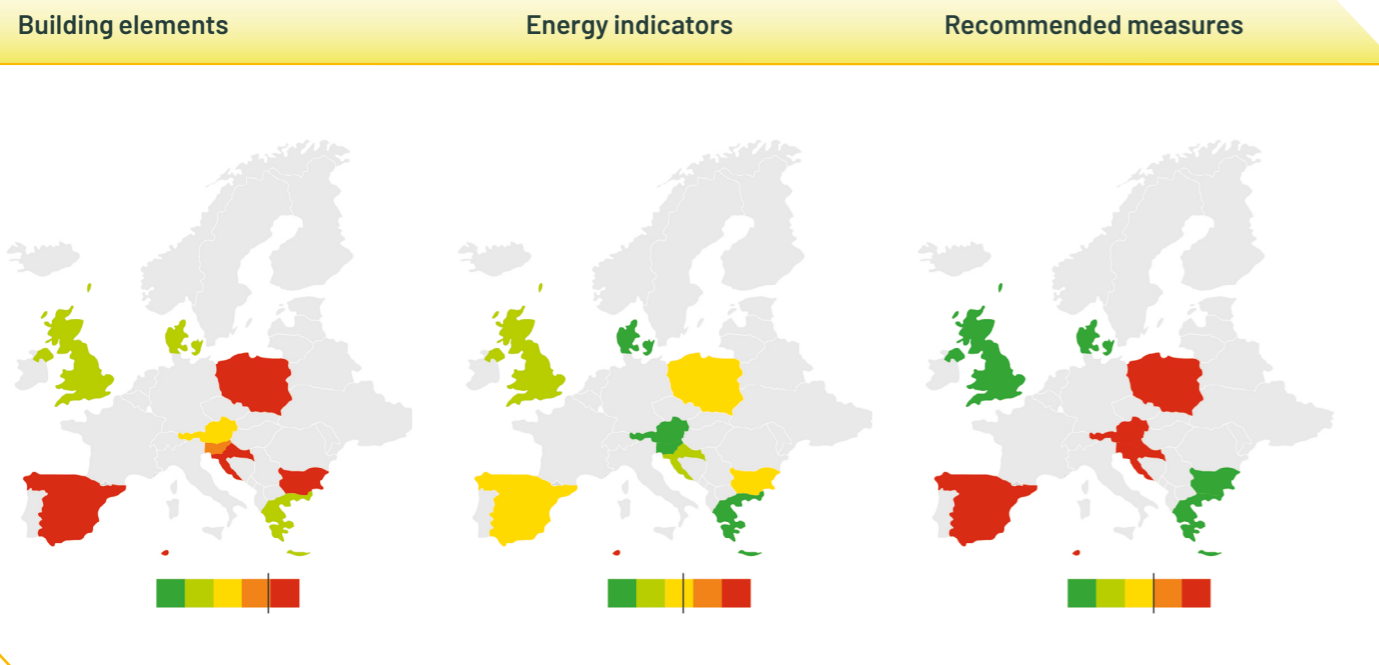 Building elements
Energy indicators
Recommended measures